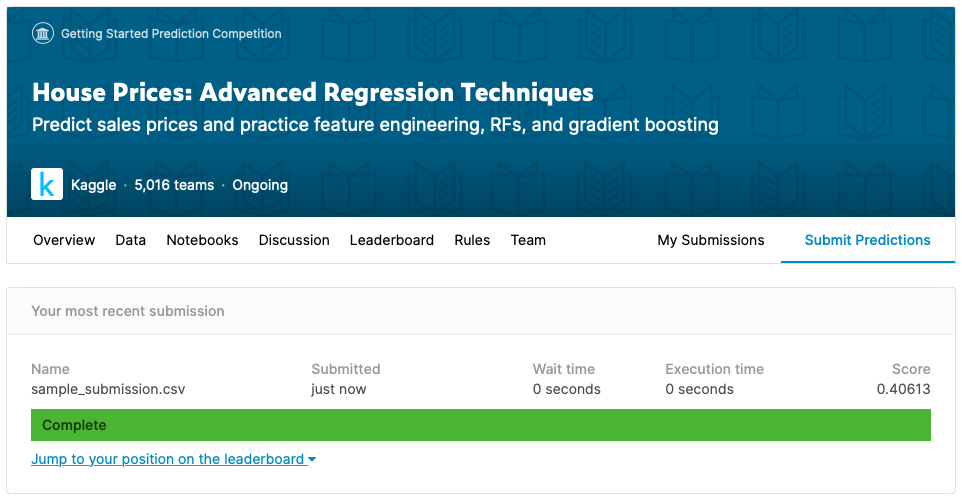 Getting Started Prediction Competition
House Prices: Advanced Regression Techniques
Predict sales prices and practice feature engineering, RFs, and gradient boosting
k Kaggle · 5,016 teams · Ongoing
Overview Data Notebooks Discussion Leaderboard Rules Team My Submissions Submit Predictions
Your most recent submission
Name Submitted Wait time Execution time Score
sample_submission.csv just now 0 seconds 0 seconds 0.40613
Complete
Jump to your position on the leaderboard